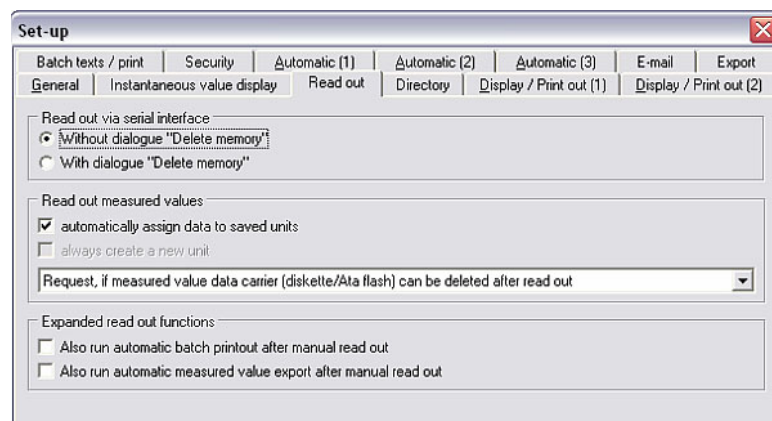 Set-up
Batch texts / print Security Automatic (1) Automatic (2) Automatic (3) E-mail Export
General Instantaneous value display Read out Directory Display / Print out (1) Display / Print out (2)
Read out via serial interface
Without dialogue "Delete memory"
With dialogue "Delete memory"
Read out measured values
automatically assign data to saved units
always create a new unit
Request, if measured value data carrier (diskette/Ata flash) can be deleted after read out
Expanded read out functions
Also run automatic batch printout after manual read out
Also run automatic measured value export after manual read out